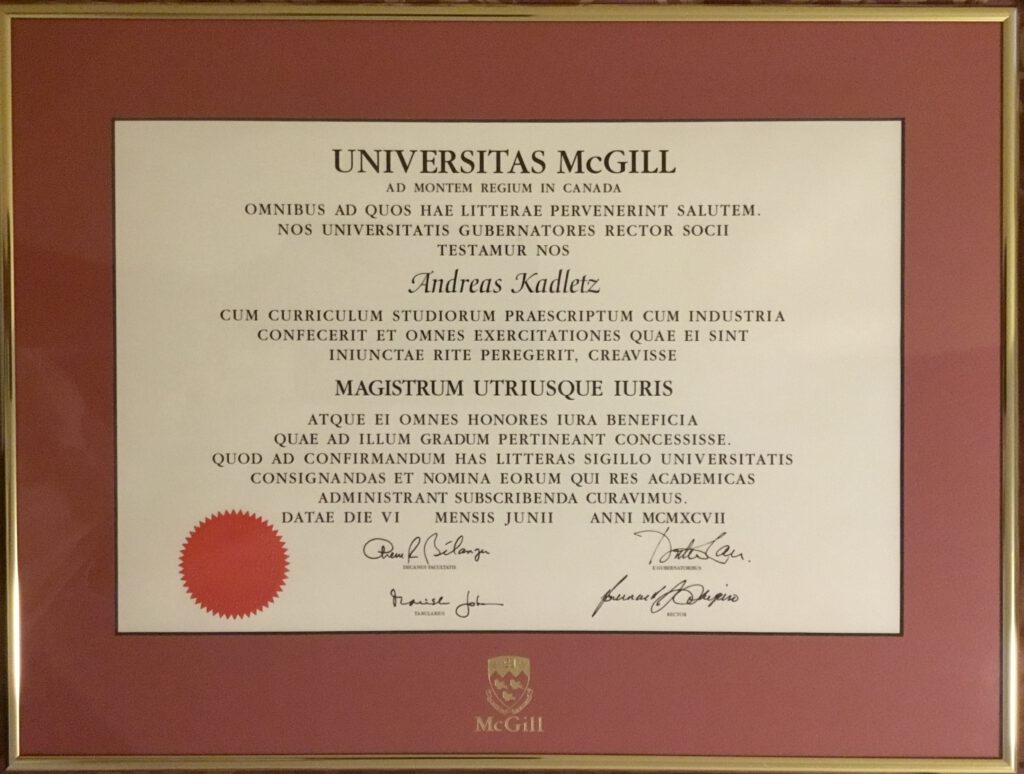 UNIVERSITAS McGILL
AD MONTEM REGIUM IN CANADA
OMNIBUS AD QUOS HAE LITTERAE PERVENERINT SALUTEM.
NOS UNIVERSITATIS GUBERNATORES RECTOR SOCII
TESTAMUR NOS
Andreas Kadletz
CUM CURRICULUM STUDIORUM PRAESCRIPTUM CUM INDUSTRIA
CONFECERIT ET OMNES EXERCITATIONES QUAE EI SINT
INIUNCTAE RITE PEREGERIT, CREAVISSE
MAGISTRUM UTRIUSQUE IURIS
ATQUE EI OMNES HONORES IURA BENEFICIA
QUAE AD ILLUM GRADUM PERTINEANT CONCESSISSE.
QUOD AD CONFIRMANDUM HAS LITTERAS SIGILLO UNIVERSITATIS
CONSIGNANDAS ET NOMINA EORUM QUI RES ACADEMICAS
ADMINISTRANT SUBSCRIBENDA CURAVIMUS.
DATAE DIE VI MENSIS JUNII ANNI MCMXCVII
DECANUS FACULTATIS
E GUBERNATORIBUS
TABULARIUS
RECTOR
McGill